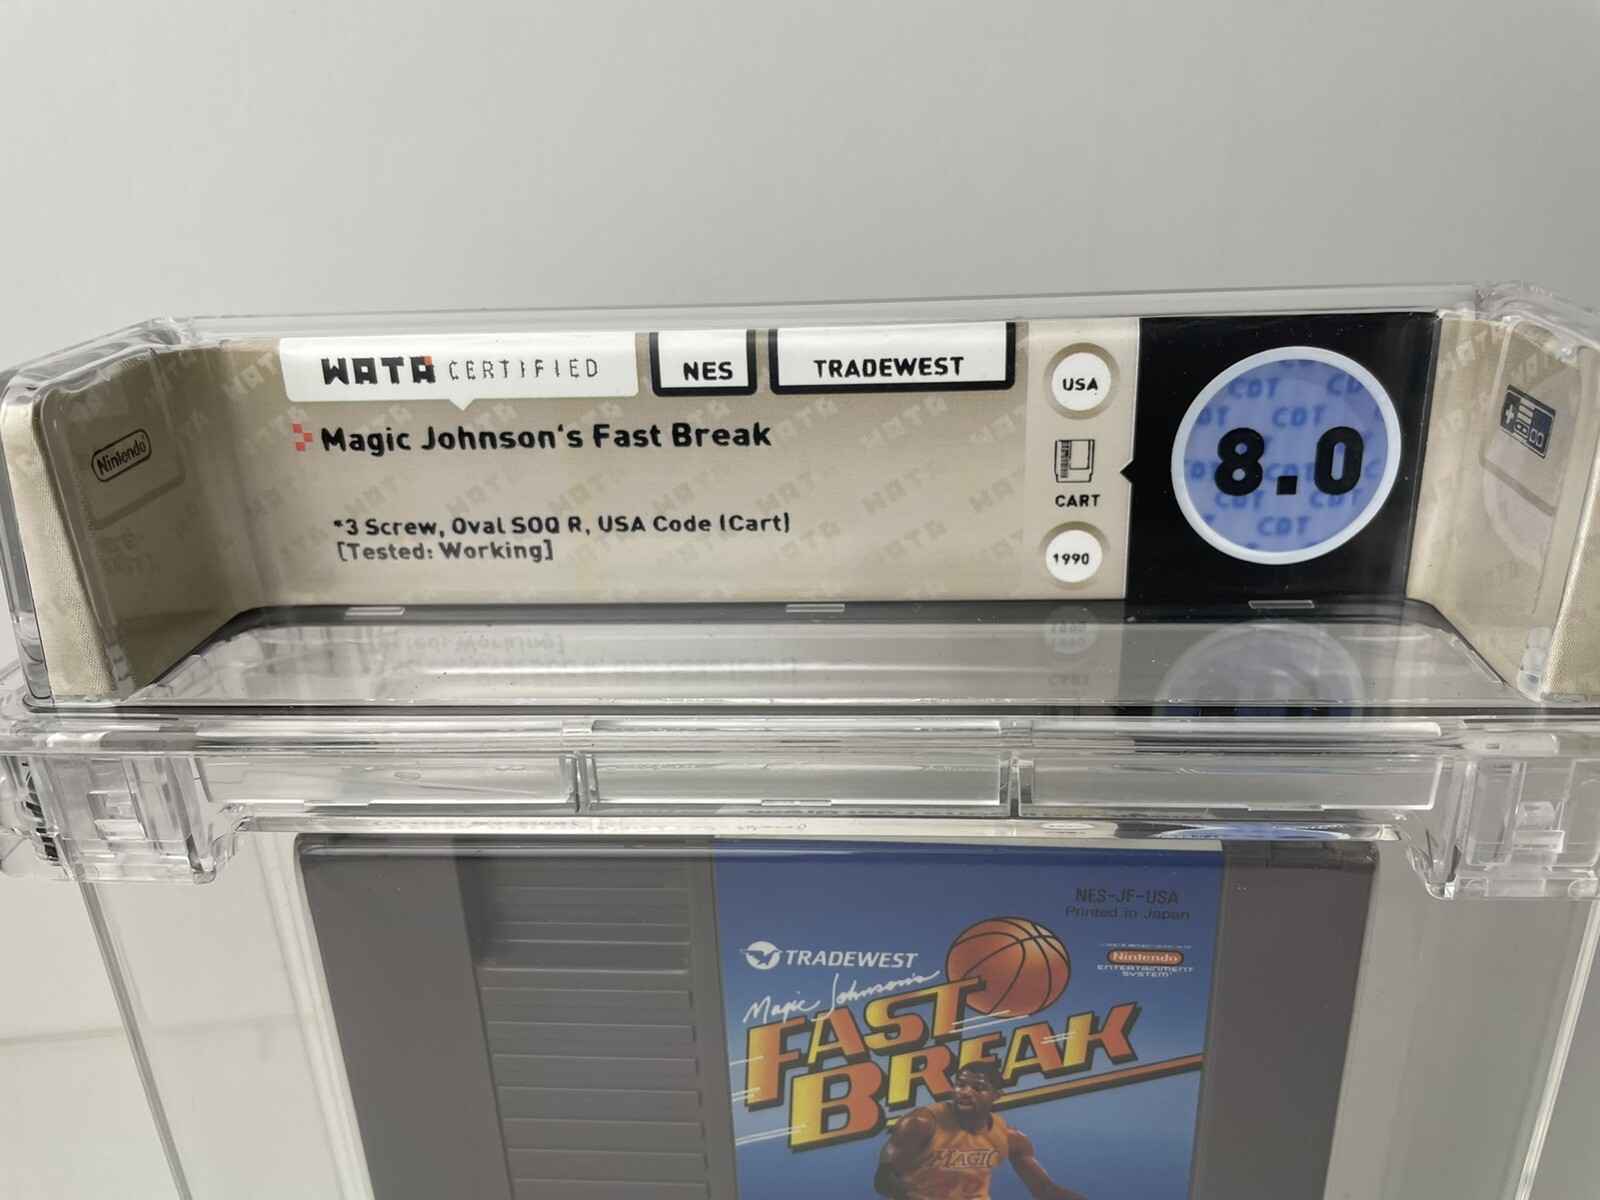 WATA CERTIFIED
NES
TRADEWEST
USA
Magic Johnson's Fast Break
Nintendo
8.0
CART
*3 Screw, Oval SOQ R, USA Code (Cart)
[Tested: Working]
1990
NES-JF-USA
Printed in Japan
TRADEWEST
Nintendo
ENTERTAINMENT
SYSTEM
Magic Johnson's
FAST
BREAK
MAGIC